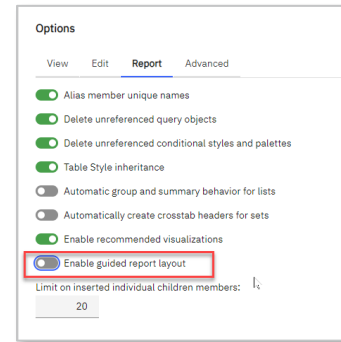 Options
View Edit Report Advanced
Alias member unique names
Delete unreferenced query objects
Delete unreferenced conditional styles and palettes
Table Style inheritance
Automatic group and summary behavior for lists
Automatically create crosstab headers for sets
Enable recommended visualizations
Enable guided report layout
Limit on inserted individual children members:
20